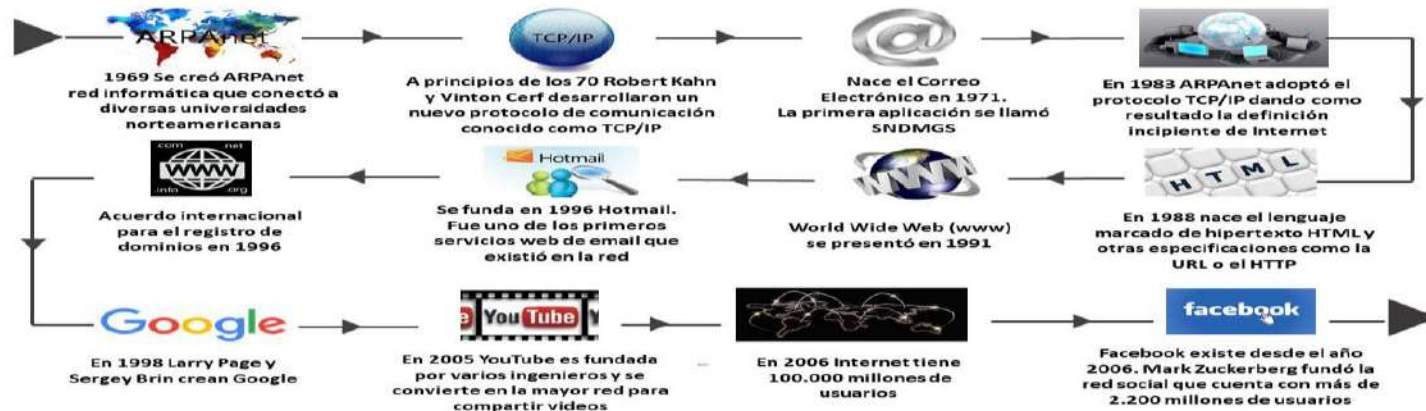 ARPAnet
1969 Se creó ARPAnet
red informática que conectó a
diversas universidades
norteamericanas
TCP/IP
A principios de los 70 Robert Kahn
y Vinton Cerf desarrollaron un
nuevo protocolo de comunicación
conocido como TCP/IP
@
Nace el Correo
Electrónico en 1971.
La primera aplicación se llamó
SNDMGS
En 1983 ARPAnet adoptó el
protocolo TCP/IP dando como
resultado la definición
incipiente de Internet
HTML
En 1988 nace el lenguaje
marcado de hipertexto HTML y
otras especificaciones como la
URL o el HTTP
WWW
World Wide Web (www)
se presentó en 1991
Hotmail
Se funda en 1996 Hotmail.
Fue uno de los primeros
servicios web de email que
existió en la red
com net
WWW
.info .org
Acuerdo internacional
para el registro de
dominios en 1996
Google
En 1998 Larry Page y
Sergey Brin crean Google
YouTube
En 2005 YouTube es fundada
por varios ingenieros y se
convierte en la mayor red para
compartir videos
En 2006 Internet tiene
100.000 millones de
usuarios
facebook
Facebook existe desde el año
2006. Mark Zuckerberg fundó la
red social que cuenta con más de
2.200 millones de usuarios